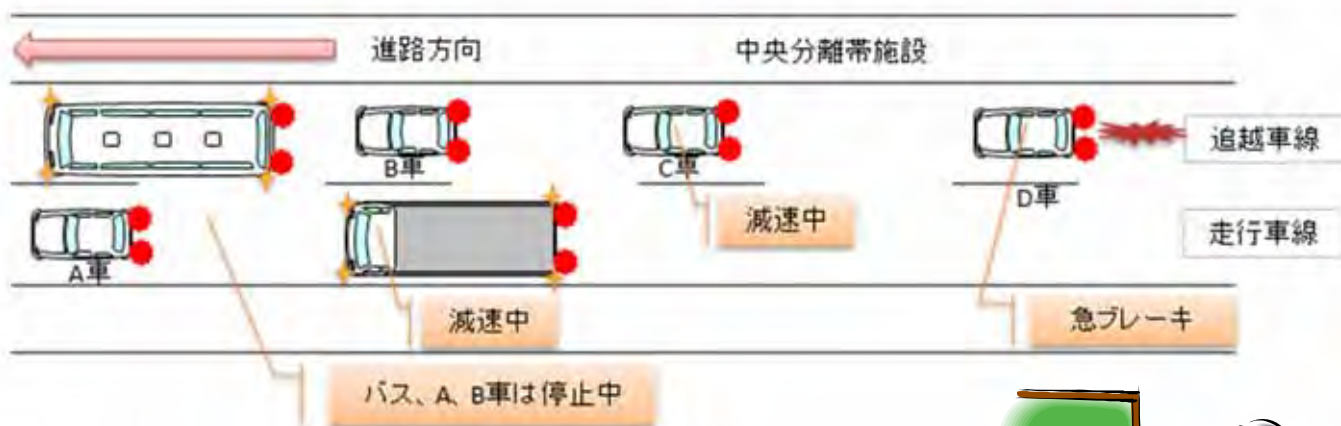 進路方向
中央分離帯施設
B車
C車
D車
追越車線
A車
減速中
走行車線
減速中
急ブレーキ
バス、A、B車は停止中